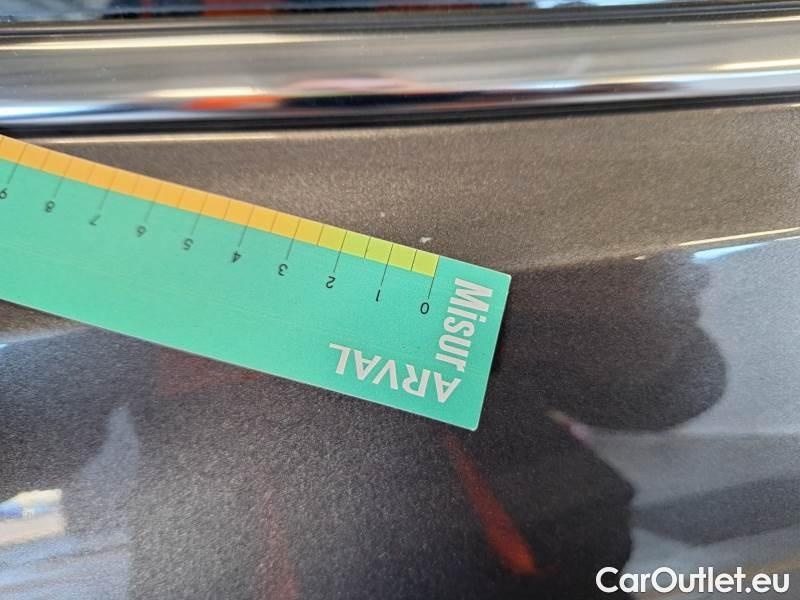 Misur
ARVAL
0 1 2 3 4 5 6 7 8 9
CarOutlet.eu